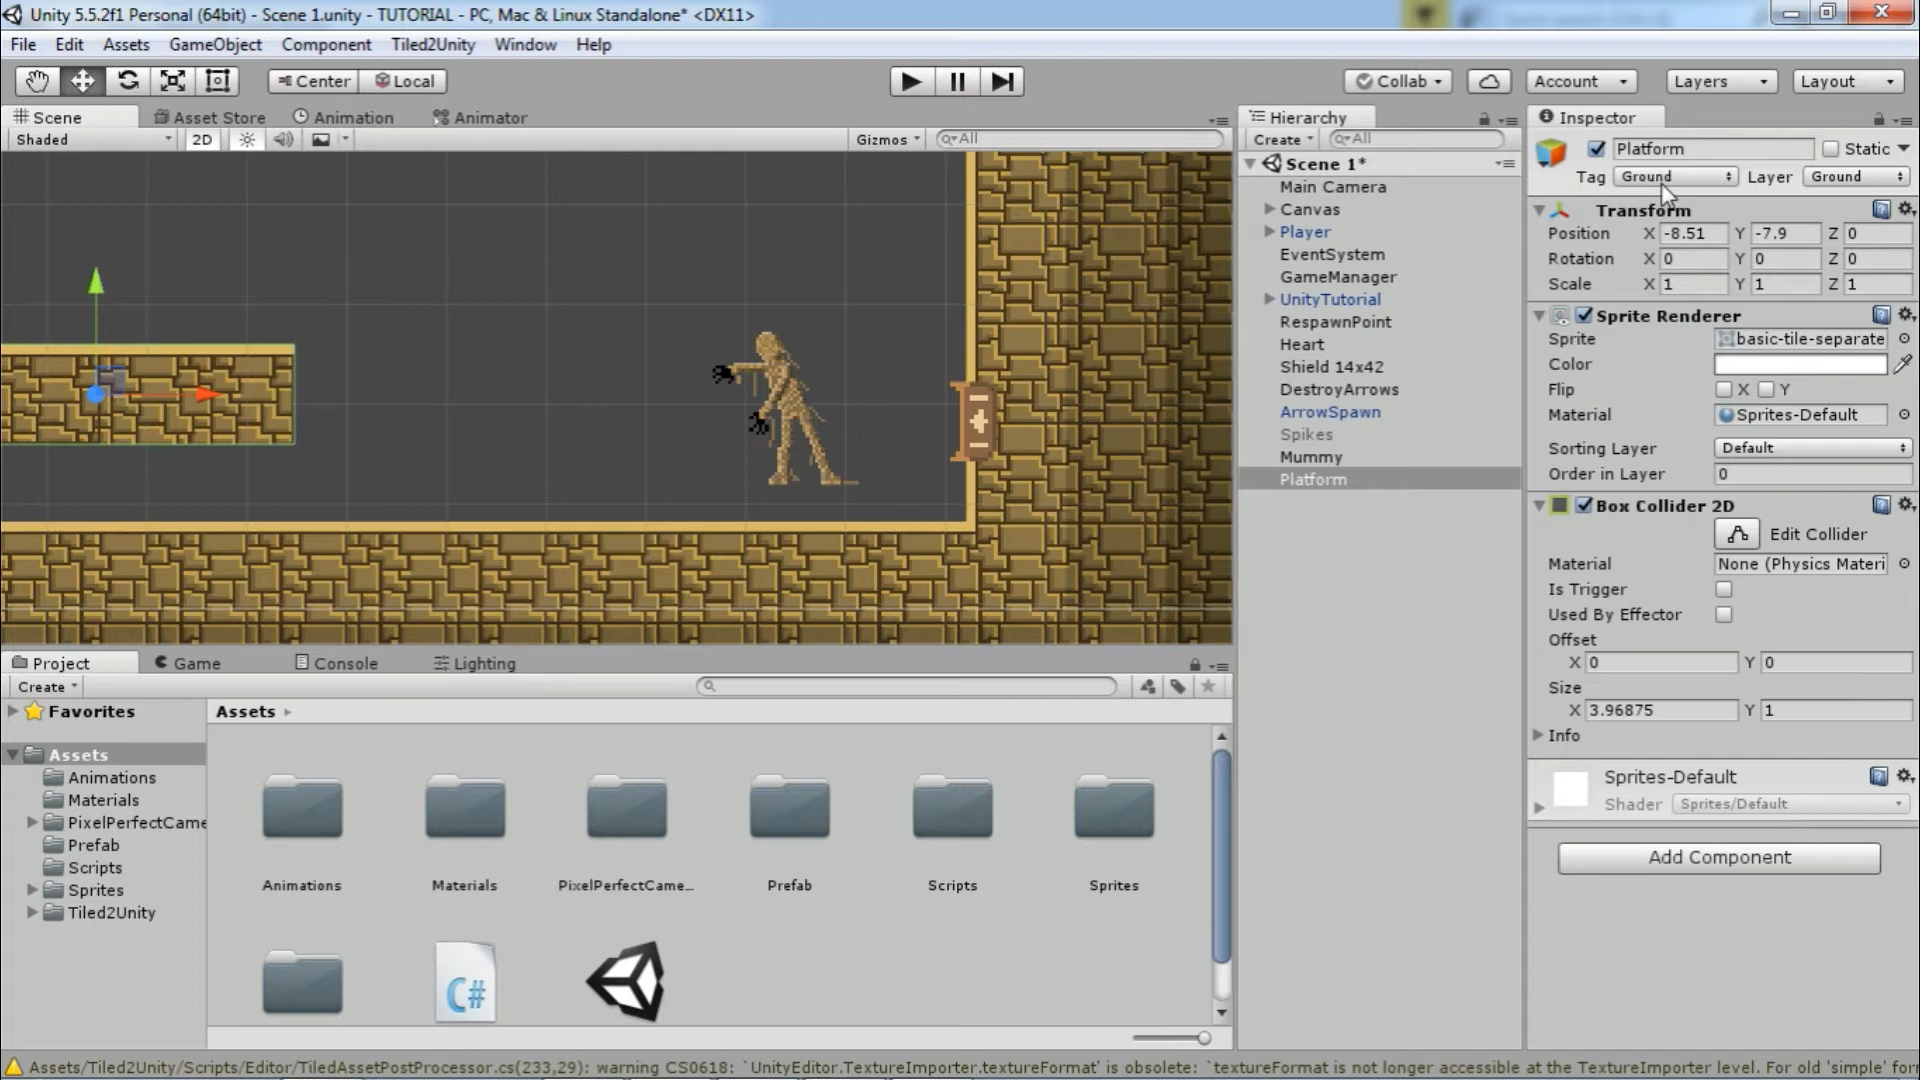 Unity 5.5.2f1 Personal (64bit) - Scene 1.unity - TUTORIAL - PC, Mac & Linux Standalone* <DX11>
File Edit Assets GameObject Component Tiled2Unity Window Help
Center Local Collab Account Layers Layout
Scene Asset Store Animation Animator
Shaded 2D Gizmos All
Hierarchy
Create All
Scene 1*
Main Camera
Canvas
Player
EventSystem
GameManager
UnityTutorial
RespawnPoint
Heart
Shield 14x42
DestroyArrows
ArrowSpawn
Spikes
Mummy
Platform
Inspector
Platform Static
Tag Ground Layer Ground
Transform
Position X -8.51 Y -7.9 Z 0
Rotation X 0 Y 0 Z 0
Scale X 1 Y 1 Z 1
Sprite Renderer
Sprite basic-tile-separate
Color
Flip X Y
Material Sprites-Default
Sorting Layer Default
Order in Layer 0
Box Collider 2D
Edit Collider
Material None (Physics Materi
Is Trigger
Used By Effector
Offset
X 0 Y 0
Size
X 3.96875 Y 1
Info
Sprites-Default
Shader Sprites/Default
Add Component
Project Game Console Lighting
Create
Favorites
Assets
Animations
Materials
PixelPerfectCame
Prefab
Scripts
Sprites
Tiled2Unity
Assets
Animations Materials PixelPerfectCame... Prefab Scripts Sprites
C#
Assets/Tiled2Unity/Scripts/Editor/TiledAssetPostProcessor.cs(233,29): warning CS0618: `UnityEditor.TextureImporter.textureFormat' is obsolete: `textureFormat is not longer accessible at the TextureImporter level. For old 'simple' for